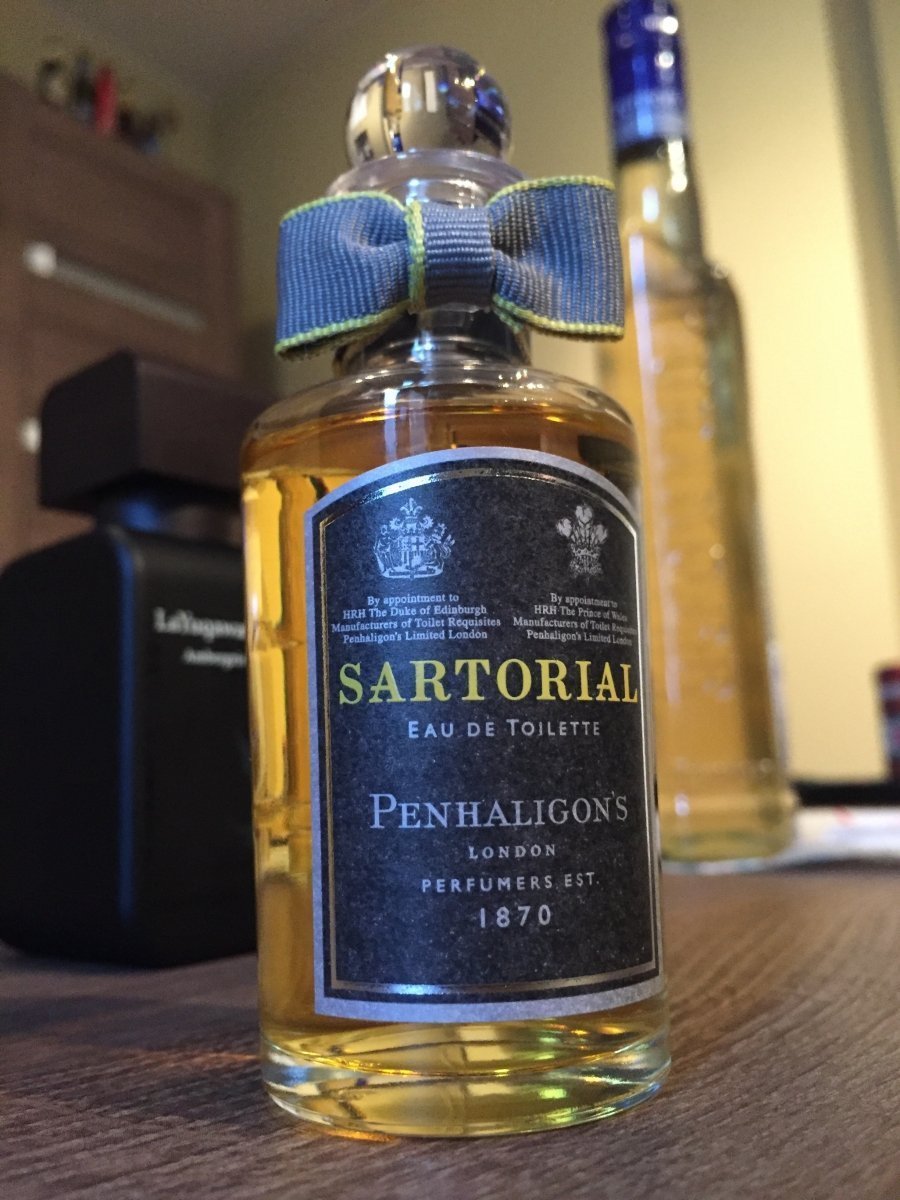 By appointment to
HRH The Duke of Edinburgh
Manufacturers of Toilet Requisites
Penhaligon's Limited London
By appointment to
HRH The Prince of Wales
Manufacturers of Toilet Requisites
Penhaligon's Limited London
SARTORIAL
EAU DE TOILETTE
PENHALIGON'S
LONDON
PERFUMERS EST.
1870